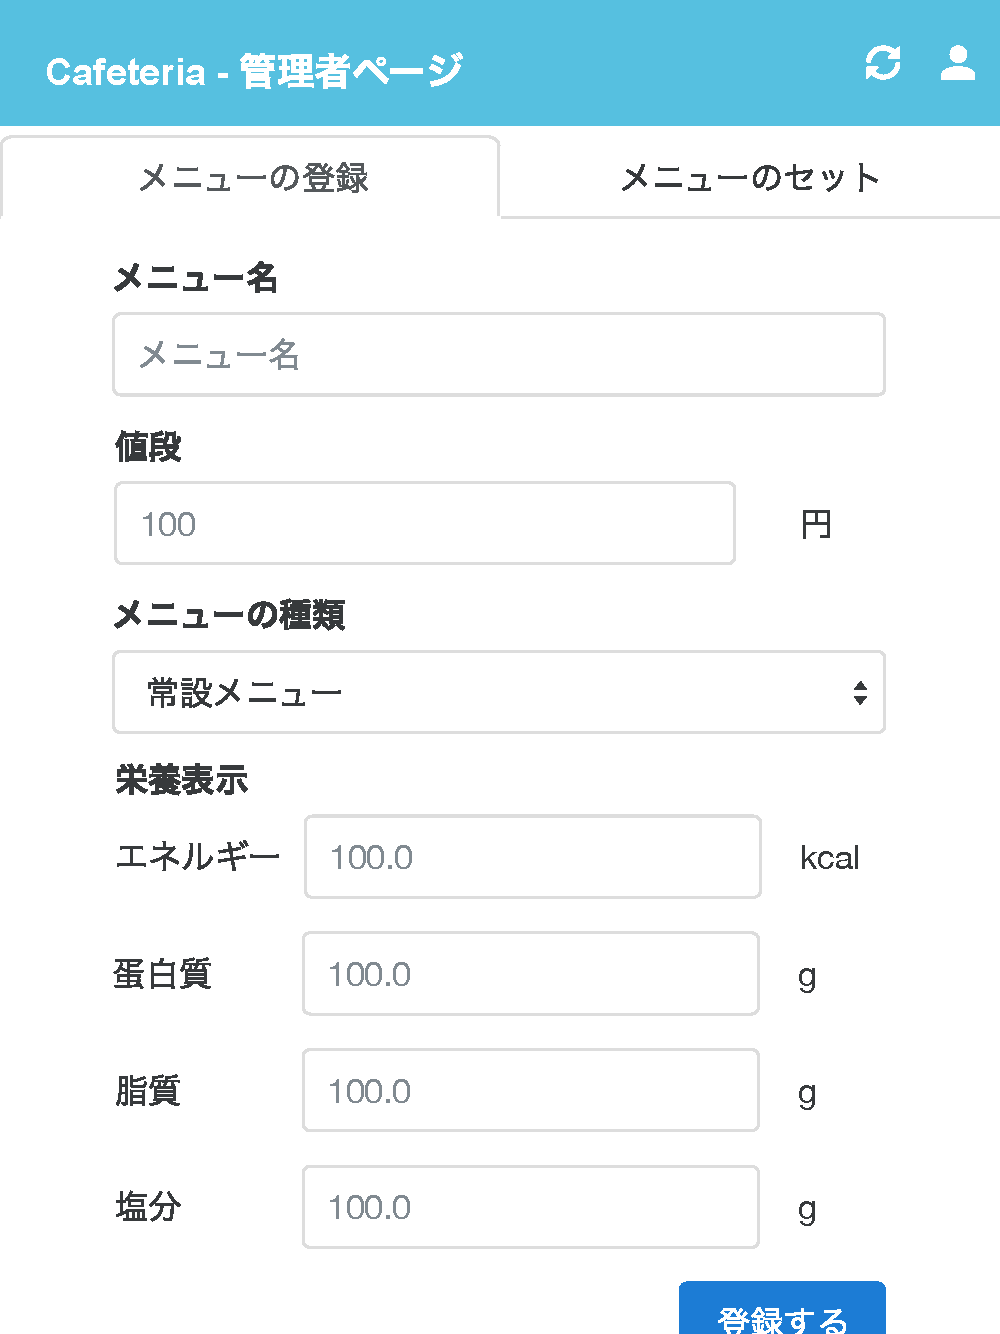 Cafeteria - 管理者ページ
メニューの登録 メニューのセット
メニュー名
メニュー名
値段
100 円
メニューの種類
常設メニュー
栄養表示
エネルギー 100.0 kcal
蛋白質 100.0 g
脂質 100.0 g
塩分 100.0 g
登録する